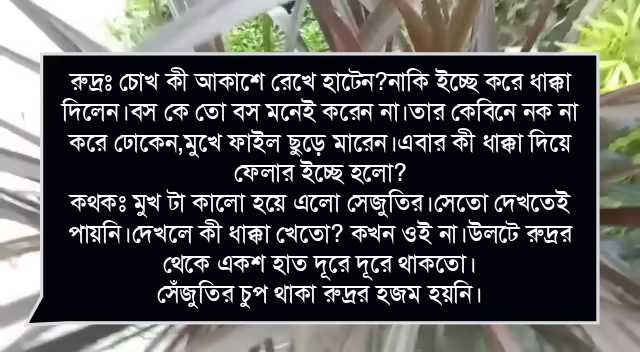 রুদ্রঃ চোখ কী আকাশে রেখে হাটেন?নাকি ইচ্ছে করে ধাক্কা
দিলেন।বস কে তো বস মনেই করেন না।তার কেবিনে নক না
করে ঢোকেন,মুখে ফাইল ছুড়ে মারেন।এবার কী ধাক্কা দিয়ে
ফেলার ইচ্ছে হলো?
কথকঃ মুখ টা কালো হয়ে এলো সেজুতির।সেতো দেখতেই
পায়নি।দেখলে কী ধাক্কা খেতো? কখন ওই না।উলটে রুদ্রর
থেকে একশ হাত দূরে দূরে থাকতো।
সেঁজুতির চুপ থাকা রুদ্রর হজম হয়নি।